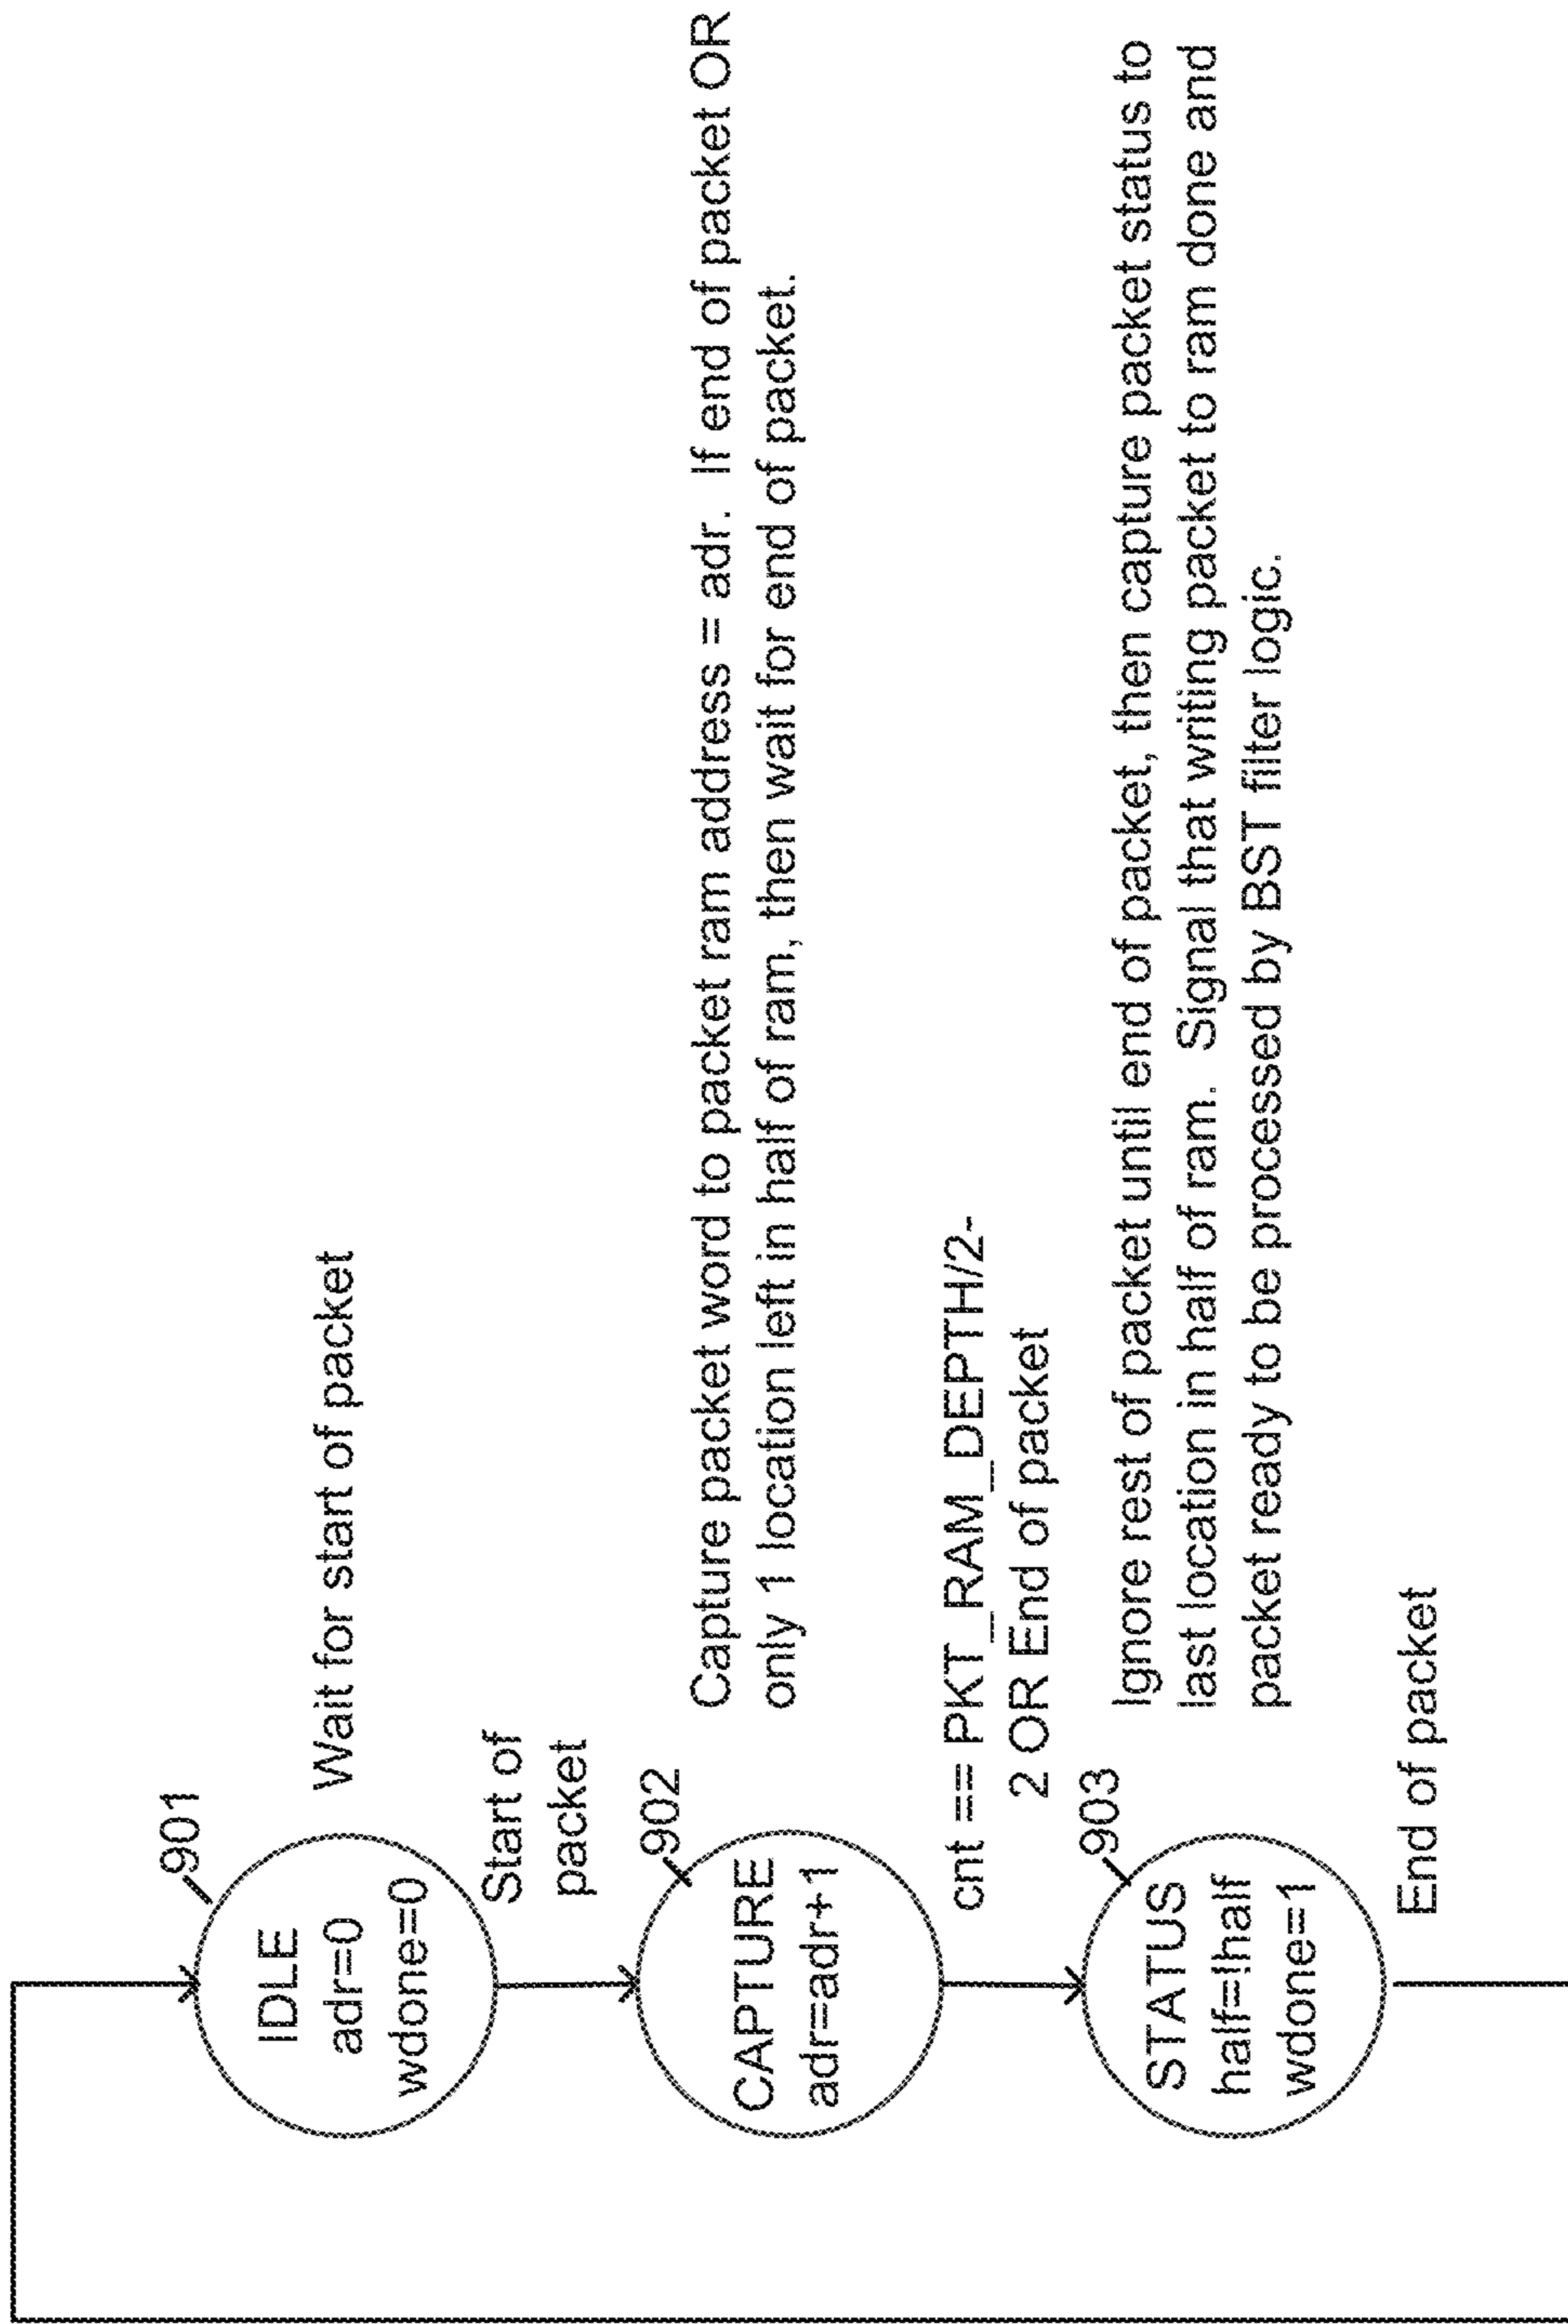 901
IDLE
adr=0
wdone=0
Wait for start of packet
Start of
packet
902
CAPTURE
adr=adr+1
Capture packet word to packet ram address = adr. If end of packet OR
only 1 location left in half of ram, then wait for end of packet.
cnt == PKT_RAM_DEPTH/2-
2 OR End of packet
903
STATUS
half=!half
wdone=1
Ignore rest of packet until end of packet, then capture packet status to
last location in half of ram. Signal that writing packet to ram done and
packet ready to be processed by BST filter logic.
End of packet